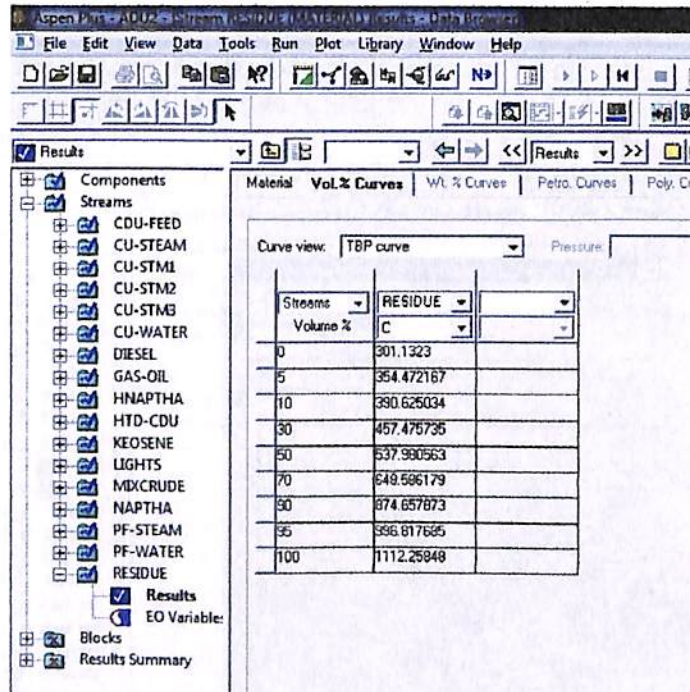 Aspen Plus - ADU2 - [Stream RESIDUE (MATERIAL) Results - Data Browser]
File Edit View Data Tools Run Plot Library Window Help
N»
Results
<< Results >>
Components
Streams
CDU-FEED
CU-STEAM
CU-STM1
CU-STM2
CU-STM3
CU-WATER
DIESEL
GAS-OIL
HNAPTHA
HTD-CDU
KEOSENE
LIGHTS
MIXCRUDE
NAPTHA
PF-STEAM
PF-WATER
RESIDUE
Results
EO Variable
Blocks
Results Summary
Material Vol.% Curves Wt. % Curves Petro. Curves Poly. C
Curve view: TBP curve Pressure:
Streams RESIDUE
Volume % C
0 301.1323
5 354.472167
10 390.625034
30 457.475735
50 537.990563
70 649.586179
90 874.657873
95 996.817685
100 1112.25848